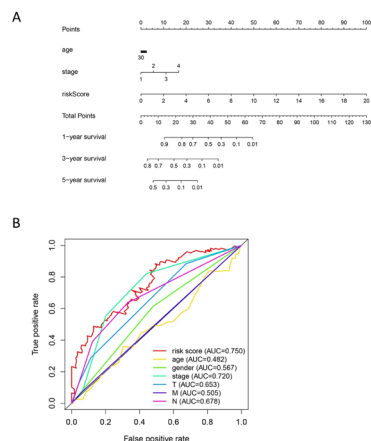 A
Points
0 10 20 30 40 50 60 70 80 90 100
age
30
stage
2 4
1 3
riskScore
0 2 4 6 8 10 12 14 16 18 20
Total Points
0 10 20 30 40 50 60 70 80 90 100 110 120 130
1-year survival
0.9 0.8 0.7 0.5 0.3 0.1 0.01
3-year survival
0.8 0.7 0.5 0.3 0.1 0.01
5-year survival
0.5 0.3 0.1 0.01
B
True positive rate
1.0
0.8
0.6
0.4
0.2
0.0
risk score (AUC=0.750)
age (AUC=0.482)
gender (AUC=0.567)
stage (AUC=0.720)
T (AUC=0.653)
M (AUC=0.505)
N (AUC=0.678)
0.0 0.2 0.4 0.6 0.8 1.0
False positive rate